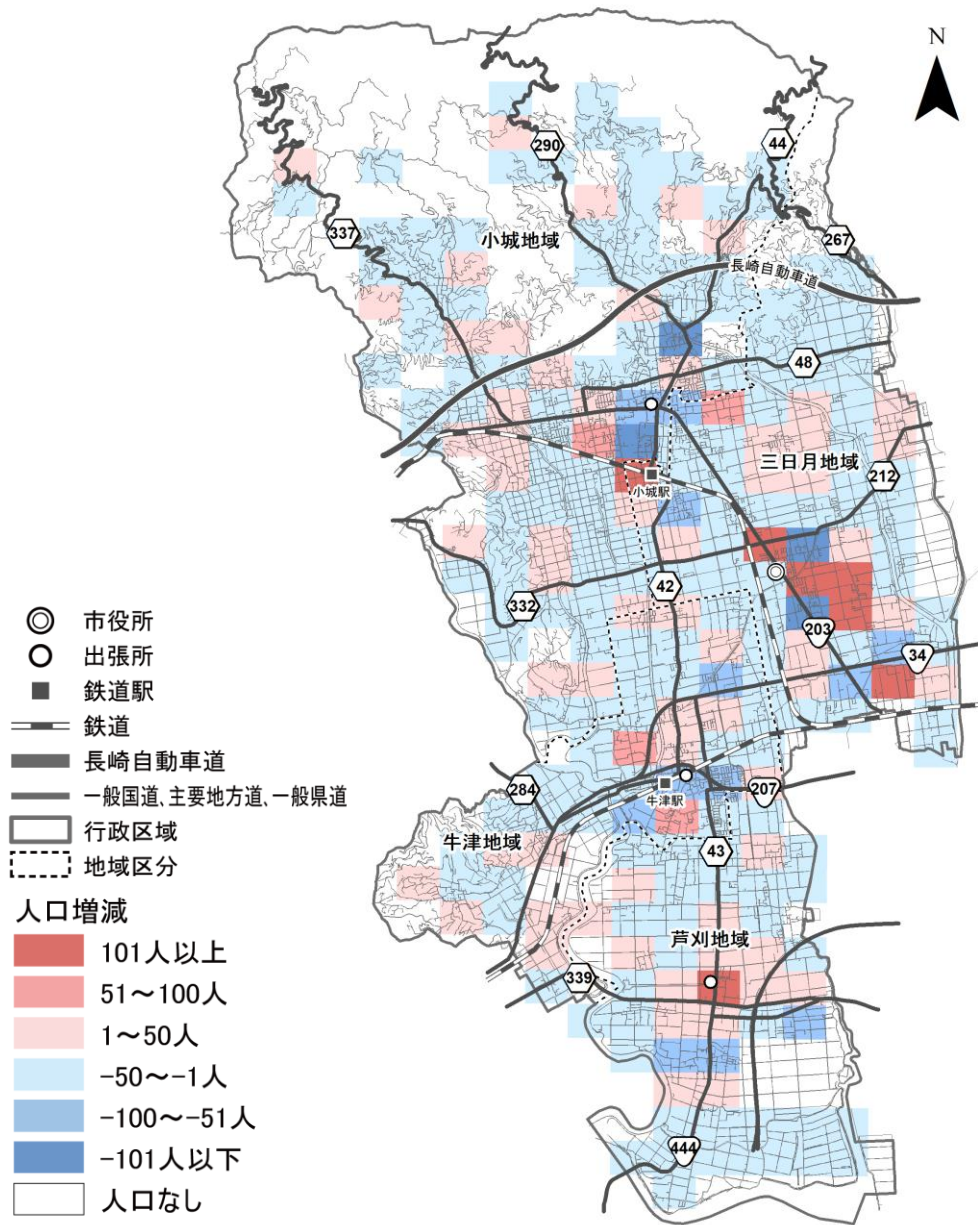 N
290
44
337
小城地域
267
長崎自動車道
48
三日月地域
212
小城駅
332
42
203
34
284
牛津駅
207
牛津地域
43
芦刈地域
339
444
市役所
出張所
鉄道駅
鉄道
長崎自動車道
一般国道、主要地方道、一般県道
行政区域
地域区分
人口増減
101人以上
51～100人
1～50人
-50～-1人
-100～-51人
-101人以下
人口なし